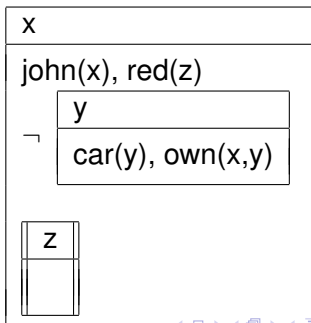 x
john(x), red(z)
y
¬
car(y), own(x,y)
z